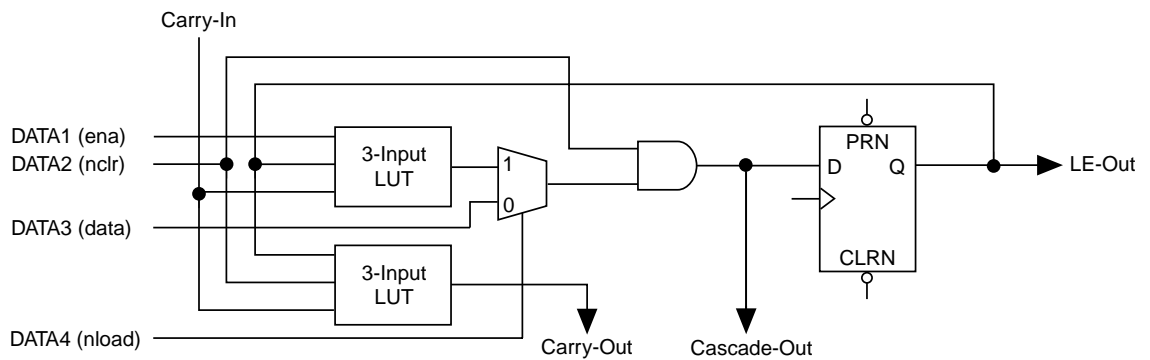 Carry-In
DATA1 (ena)
DATA2 (nclr)
3-Input
LUT
1
0
PRN
D
Q
CLRN
LE-Out
DATA3 (data)
3-Input
LUT
DATA4 (nload)
Carry-Out
Cascade-Out